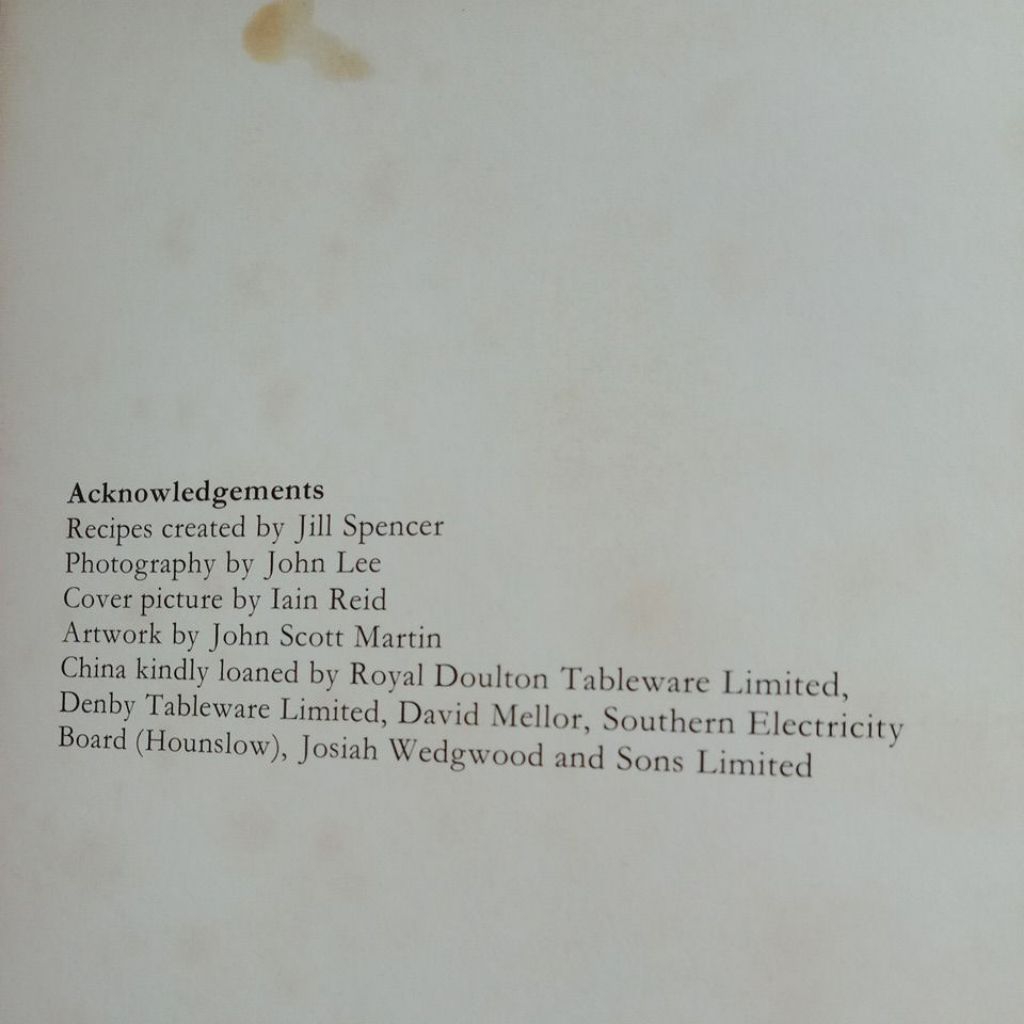 Acknowledgements
Recipes created by Jill Spencer
Photography by John Lee
Cover picture by Iain Reid
Artwork by John Scott Martin
China kindly loaned by Royal Doulton Tableware Limited,
Denby Tableware Limited, David Mellor, Southern Electricity
Board (Hounslow), Josiah Wedgwood and Sons Limited